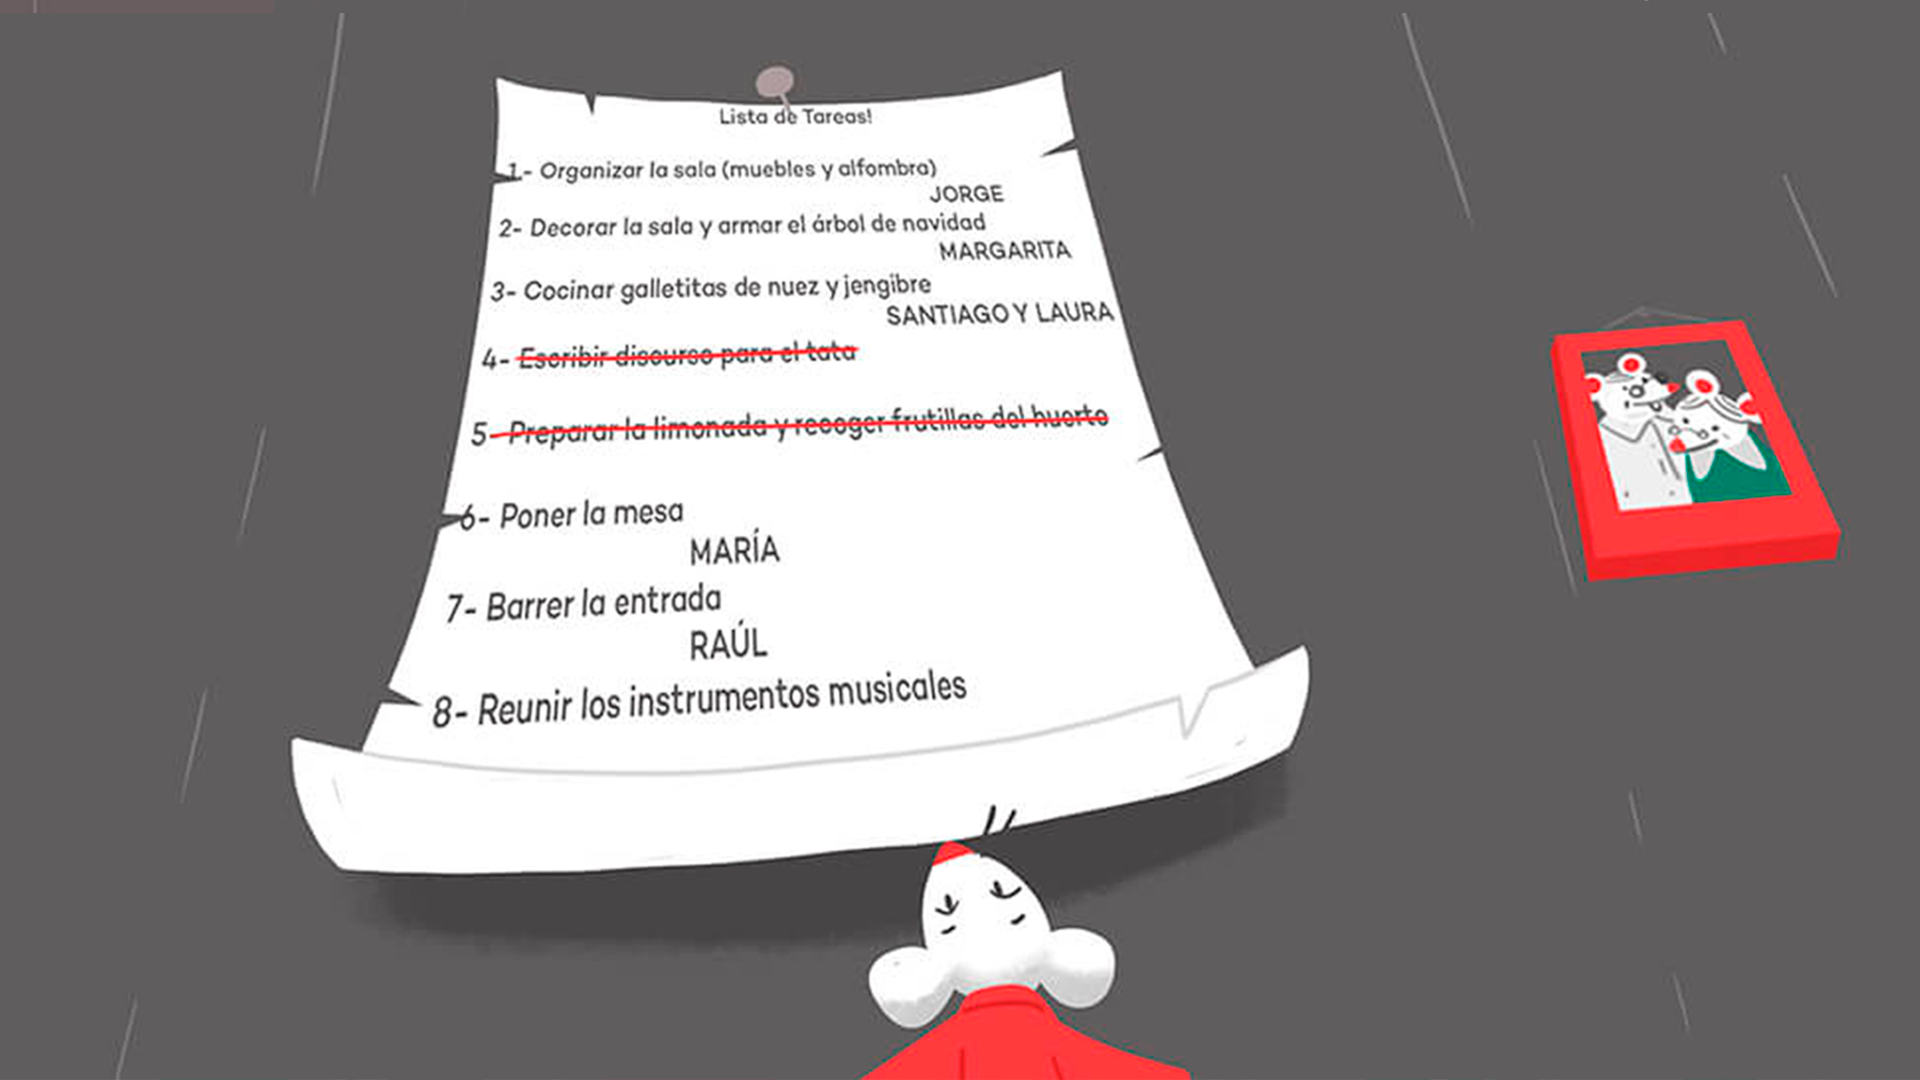 Lista de Tareas!
1- Organizar la sala (muebles y alfombra)
JORGE
2- Decorar la sala y armar el árbol de navidad
MARGARITA
3- Cocinar galletitas de nuez y jengibre
SANTIAGO Y LAURA
4- Escribir discurso para el tata
5- Preparar la limonada y recoger frutillas del huerto
6- Poner la mesa
MARÍA
7- Barrer la entrada
RAÚL
8- Reunir los instrumentos musicales